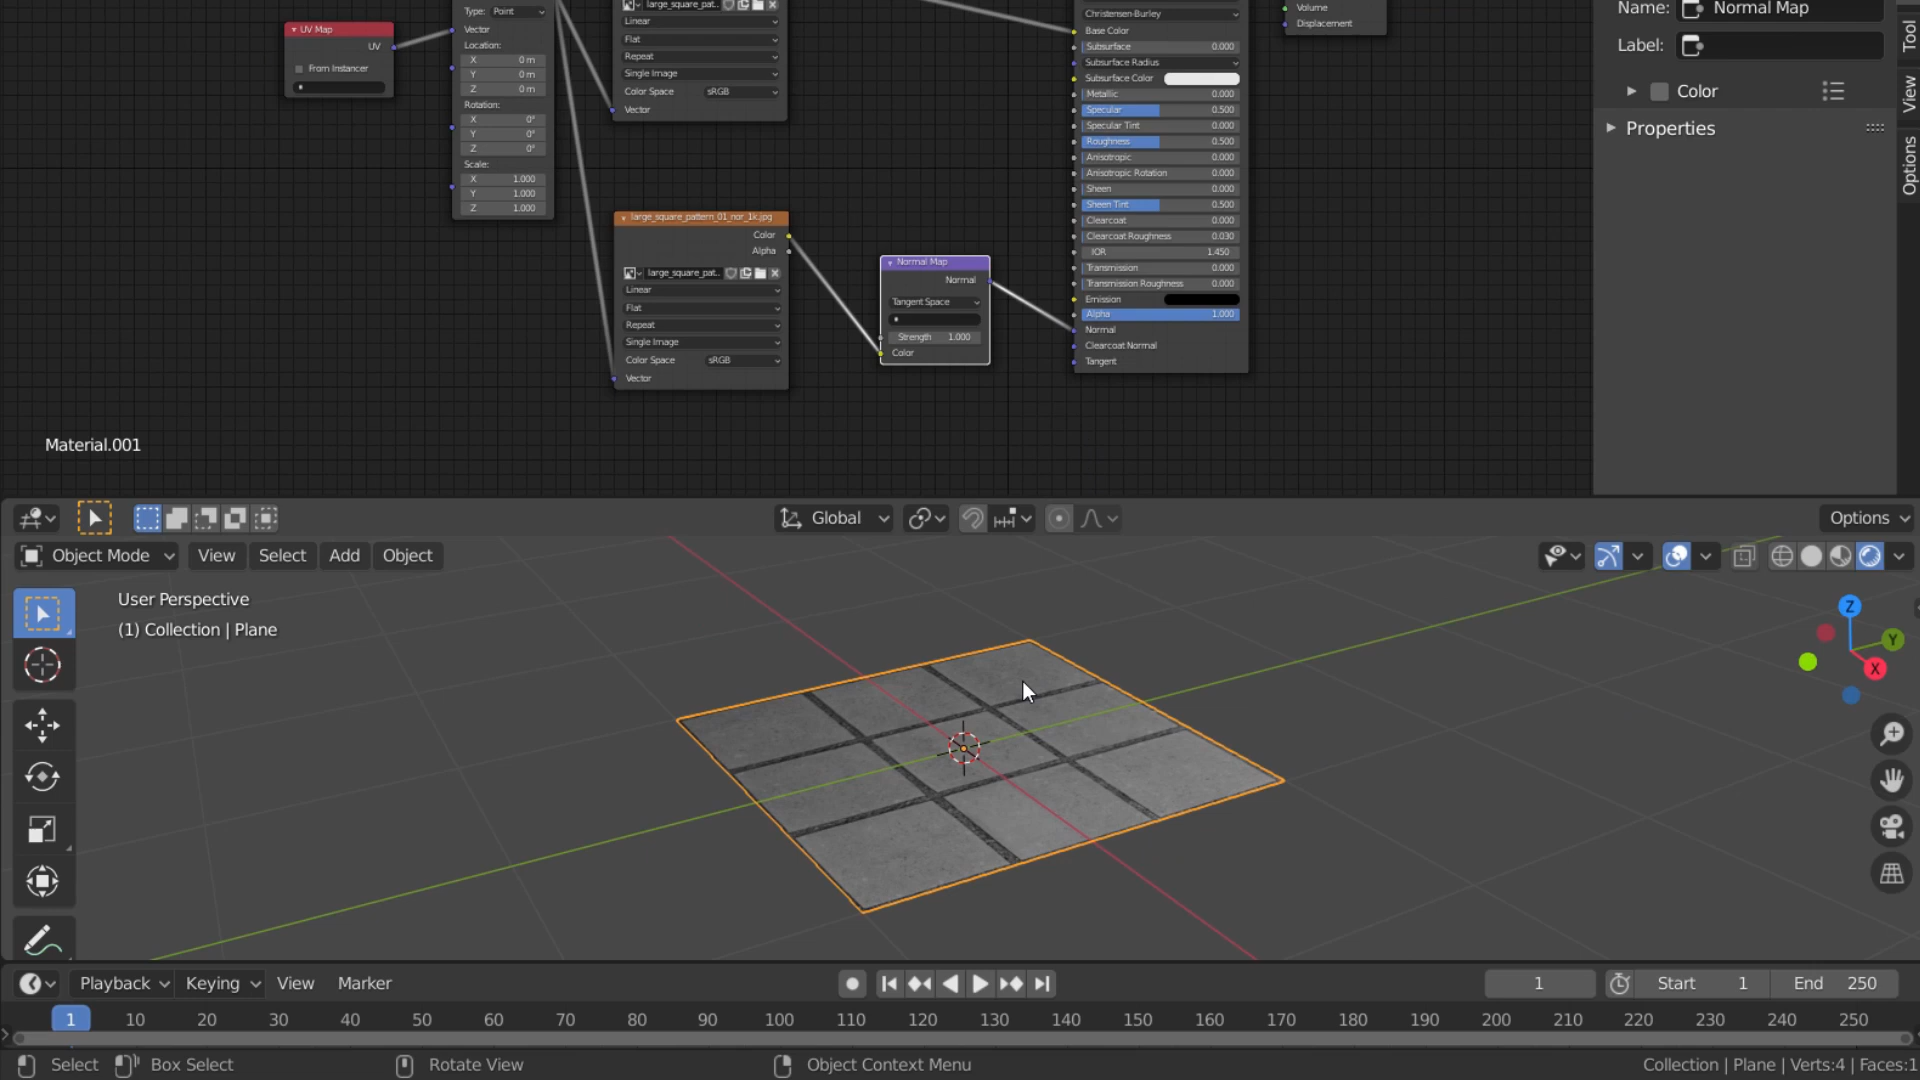 UV Map
UV
From Instancer
Type: Point
Vector
Location:
X 0 m
Y 0 m
Z 0 m
Rotation:
X 0°
Y 0°
Z 0°
Scale:
X 1.000
Y 1.000
Z 1.000
large_square_pat..
Linear
Flat
Repeat
Single Image
Color Space sRGB
Vector
large_square_pattern_01_nor_1k.jpg
Color
Alpha
large_square_pat..
Linear
Flat
Repeat
Single Image
Color Space sRGB
Vector
Normal Map
Normal
Tangent Space
Strength 1.000
Color
Christensen-Burley
Base Color
Subsurface 0.000
Subsurface Radius
Subsurface Color
Metallic 0.000
Specular 0.500
Specular Tint 0.000
Roughness 0.500
Anisotropic 0.000
Anisotropic Rotation 0.000
Sheen 0.000
Sheen Tint 0.500
Clearcoat 0.000
Clearcoat Roughness 0.030
IOR 1.450
Transmission 0.000
Transmission Roughness 0.000
Emission
Alpha 1.000
Normal
Clearcoat Normal
Tangent
Volume
Displacement
Name: Normal Map
Label:
Color
Properties
Tool
View
Options
Material.001
Global
Options
Object Mode View Select Add Object
User Perspective
(1) Collection | Plane
Z
Y
X
Playback Keying View Marker
1 Start 1 End 250
1 10 20 30 40 50 60 70 80 90 100 110 120 130 140 150 160 170 180 190 200 210 220 230 240 250
Select Box Select Rotate View Object Context Menu Collection | Plane | Verts:4 | Faces:1